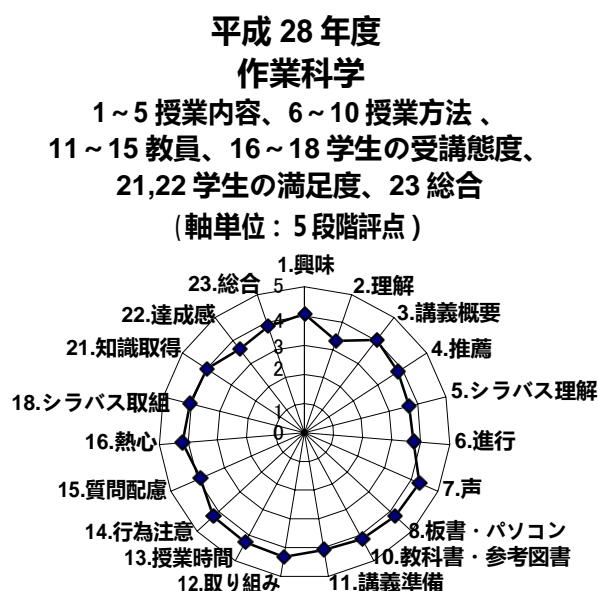 平成 28 年度
作業科学
1～5 授業内容、6～10 授業方法 、
11～15 教員、16～18 学生の受講態度、
21,22 学生の満足度、23 総合
(軸単位：５段階評点)
1.興味
2.理解
3.講義概要
4.推薦
5.シラバス理解
6.進行
7.声
8.板書・パソコン
10.教科書・参考図書
11.講義準備
12.取り組み
13.授業時間
14.行為注意
15.質問配慮
16.熱心
18.シラバス取組
21.知識取得
22.達成感
23.総合
5
4
3
2
1
0